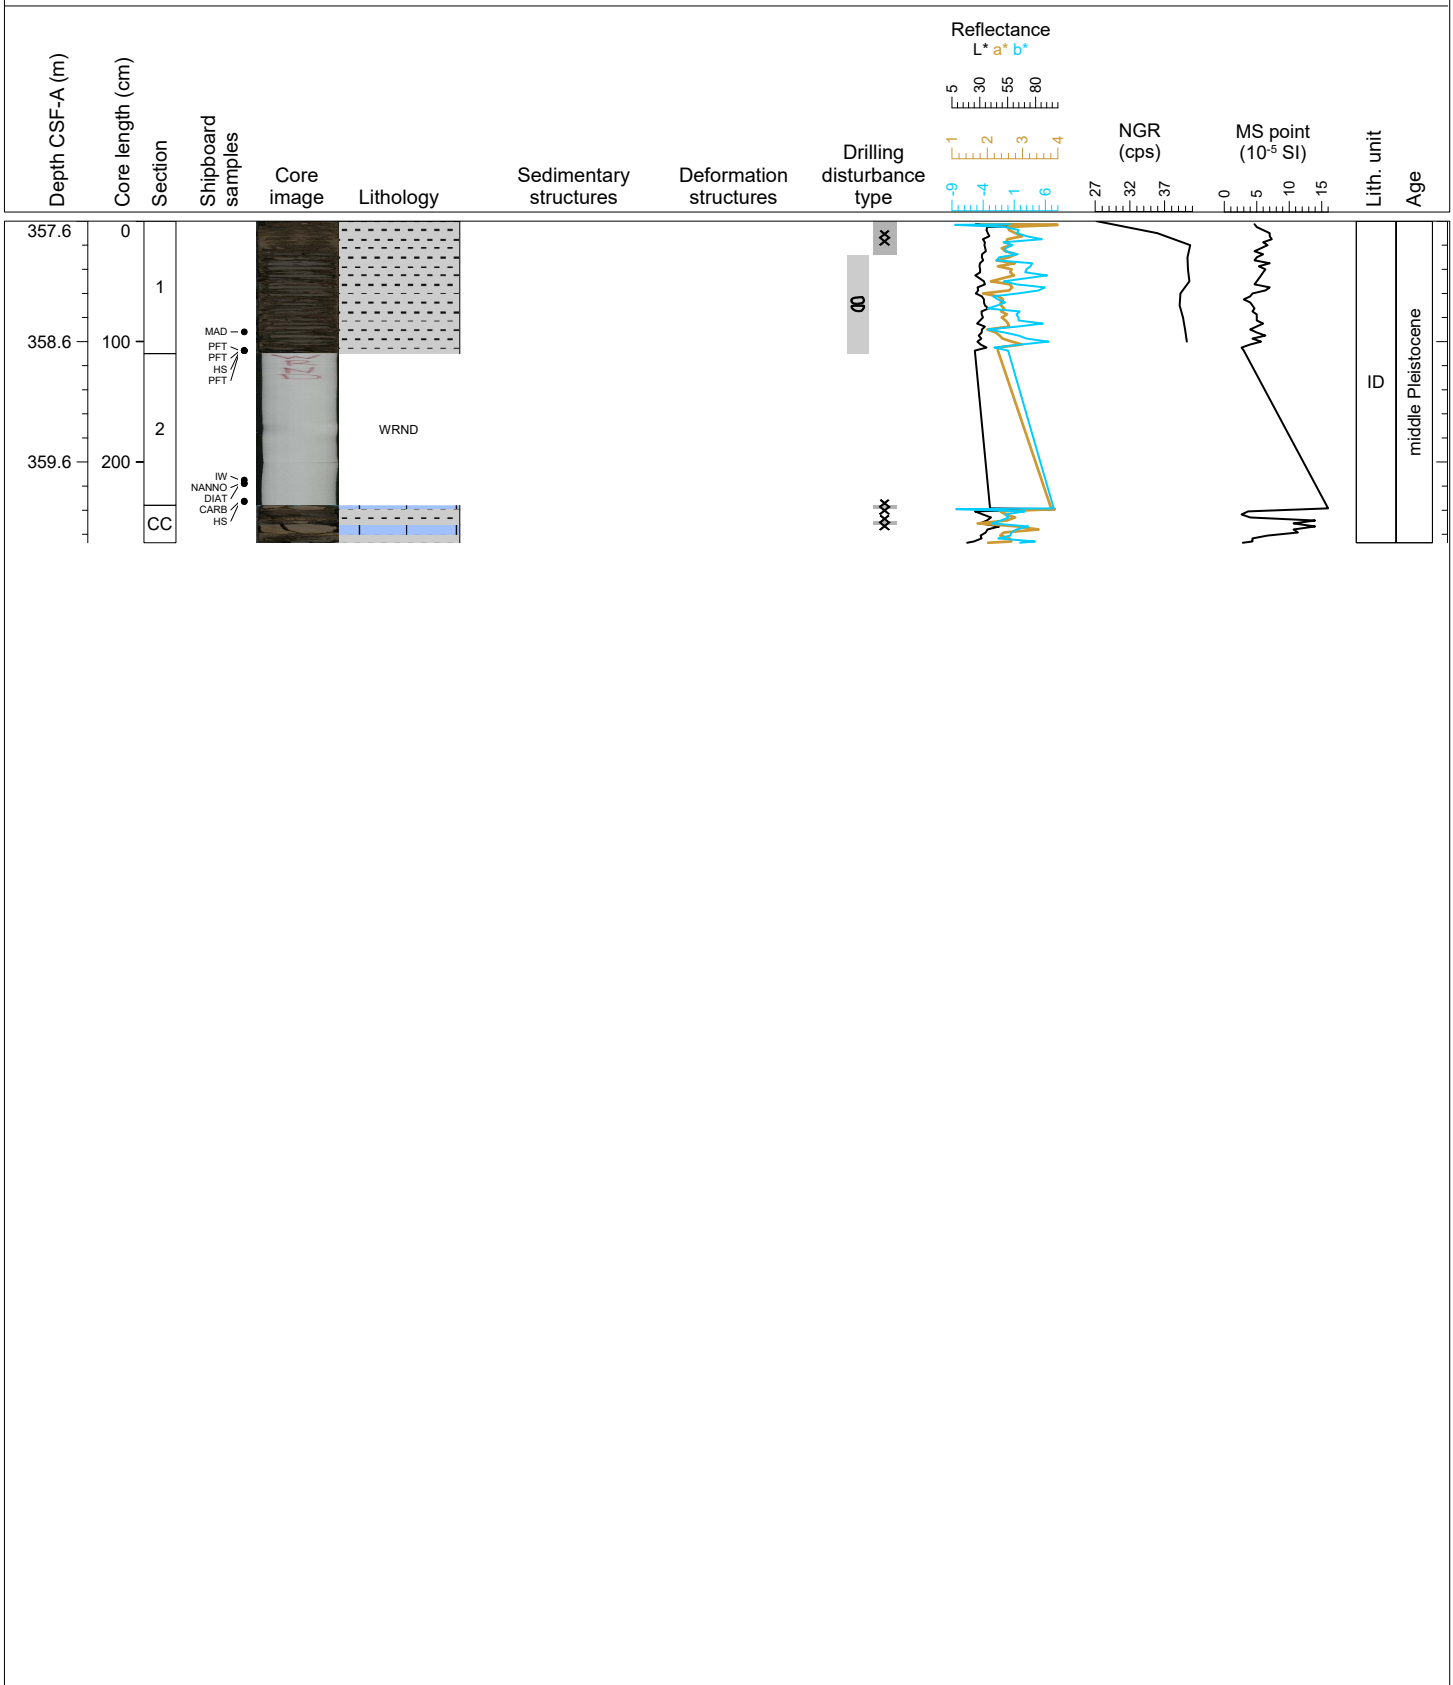 Depth CSF-A (m)
Core length (cm)
Section
Shipboard
samples
Core
image
Lithology
Sedimentary
structures
Deformation
structures
Drilling
disturbance
type
Reflectance
L* a* b*
5 30 55 80
1 2 3 4
-9 -4 1 6
NGR
(cps)
27 32 37
MS point
(10-5 SI)
0 5 10 15
Lith. unit
Age
357.6
358.6
359.6
0
100
200
1
2
CC
MAD
PFT
PFT
HS
PFT
IW
NANNO
DIAT
CARB
HS
WRND
ID
middle Pleistocene